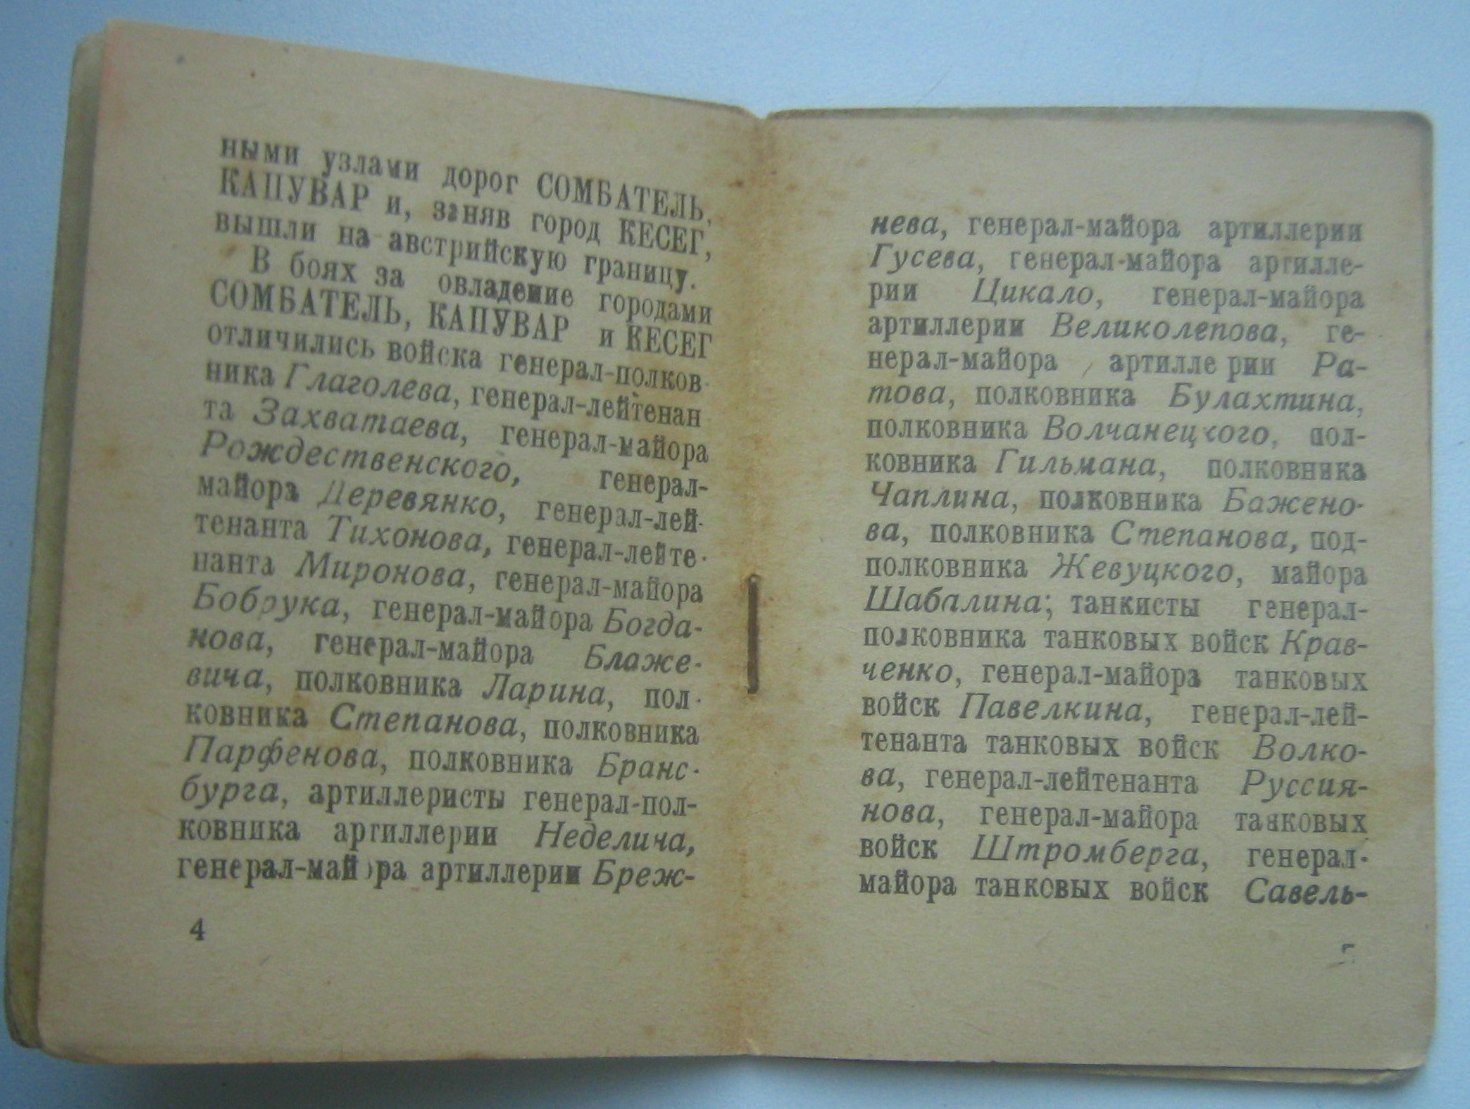 ными узлами дорог СОМБАТЕЛЬ,
КАПУВАР и, заняв город КЕСЕГ,
вышли на австрийскую границу.
В боях за овладение городами
СОМБАТЕЛЬ, КАПУВАР и КЕСЕГ
отличились войска генерал-полков-
ника Глаголева, генерал-лейтенан
та Захватаева, генерал-майора
Рождественского, генерал-
майора Деревянко, генерал-лей-
тенанта Тихонова, генерал-лейте-
нанта Миронова, генерал-майора
Бобрука, генерал-майора Богда-
нова, генерал-майора Блаже-
вича, полковника Ларина, пол-
ковника Степанова, полковника
Парфенова, полковника Бранс-
бурга, артиллеристы генерал-пол-
ковника артиллерии Неделича,
генерал-майора артиллерии Бреж-
4
нева, генерал-майора артиллерии
Гусева, генерал-майора артилле-
рии Цикало, генерал-майора
артиллерии Великолепова, ге-
нерал-майора артиллерии Ра-
това, полковника Булахтина,
полковника Волчанецкого, пол-
ковника Гильмана, полковника
Чаплина, полковника Бажено-
ва, полковника Степанова, под-
полковника Жевуцкого, майора
Шабалина; танкисты генерал-
полковника танковых войск Крав-
ченко, генерал-майора танковых
войск Павелкина, генерал-лей-
тенанта танковых войск Волко-
ва, генерал-лейтенанта Руссия-
нова, генерал-майора танковых
войск Штромберга, генерал-
майора танковых войск Савель-
5